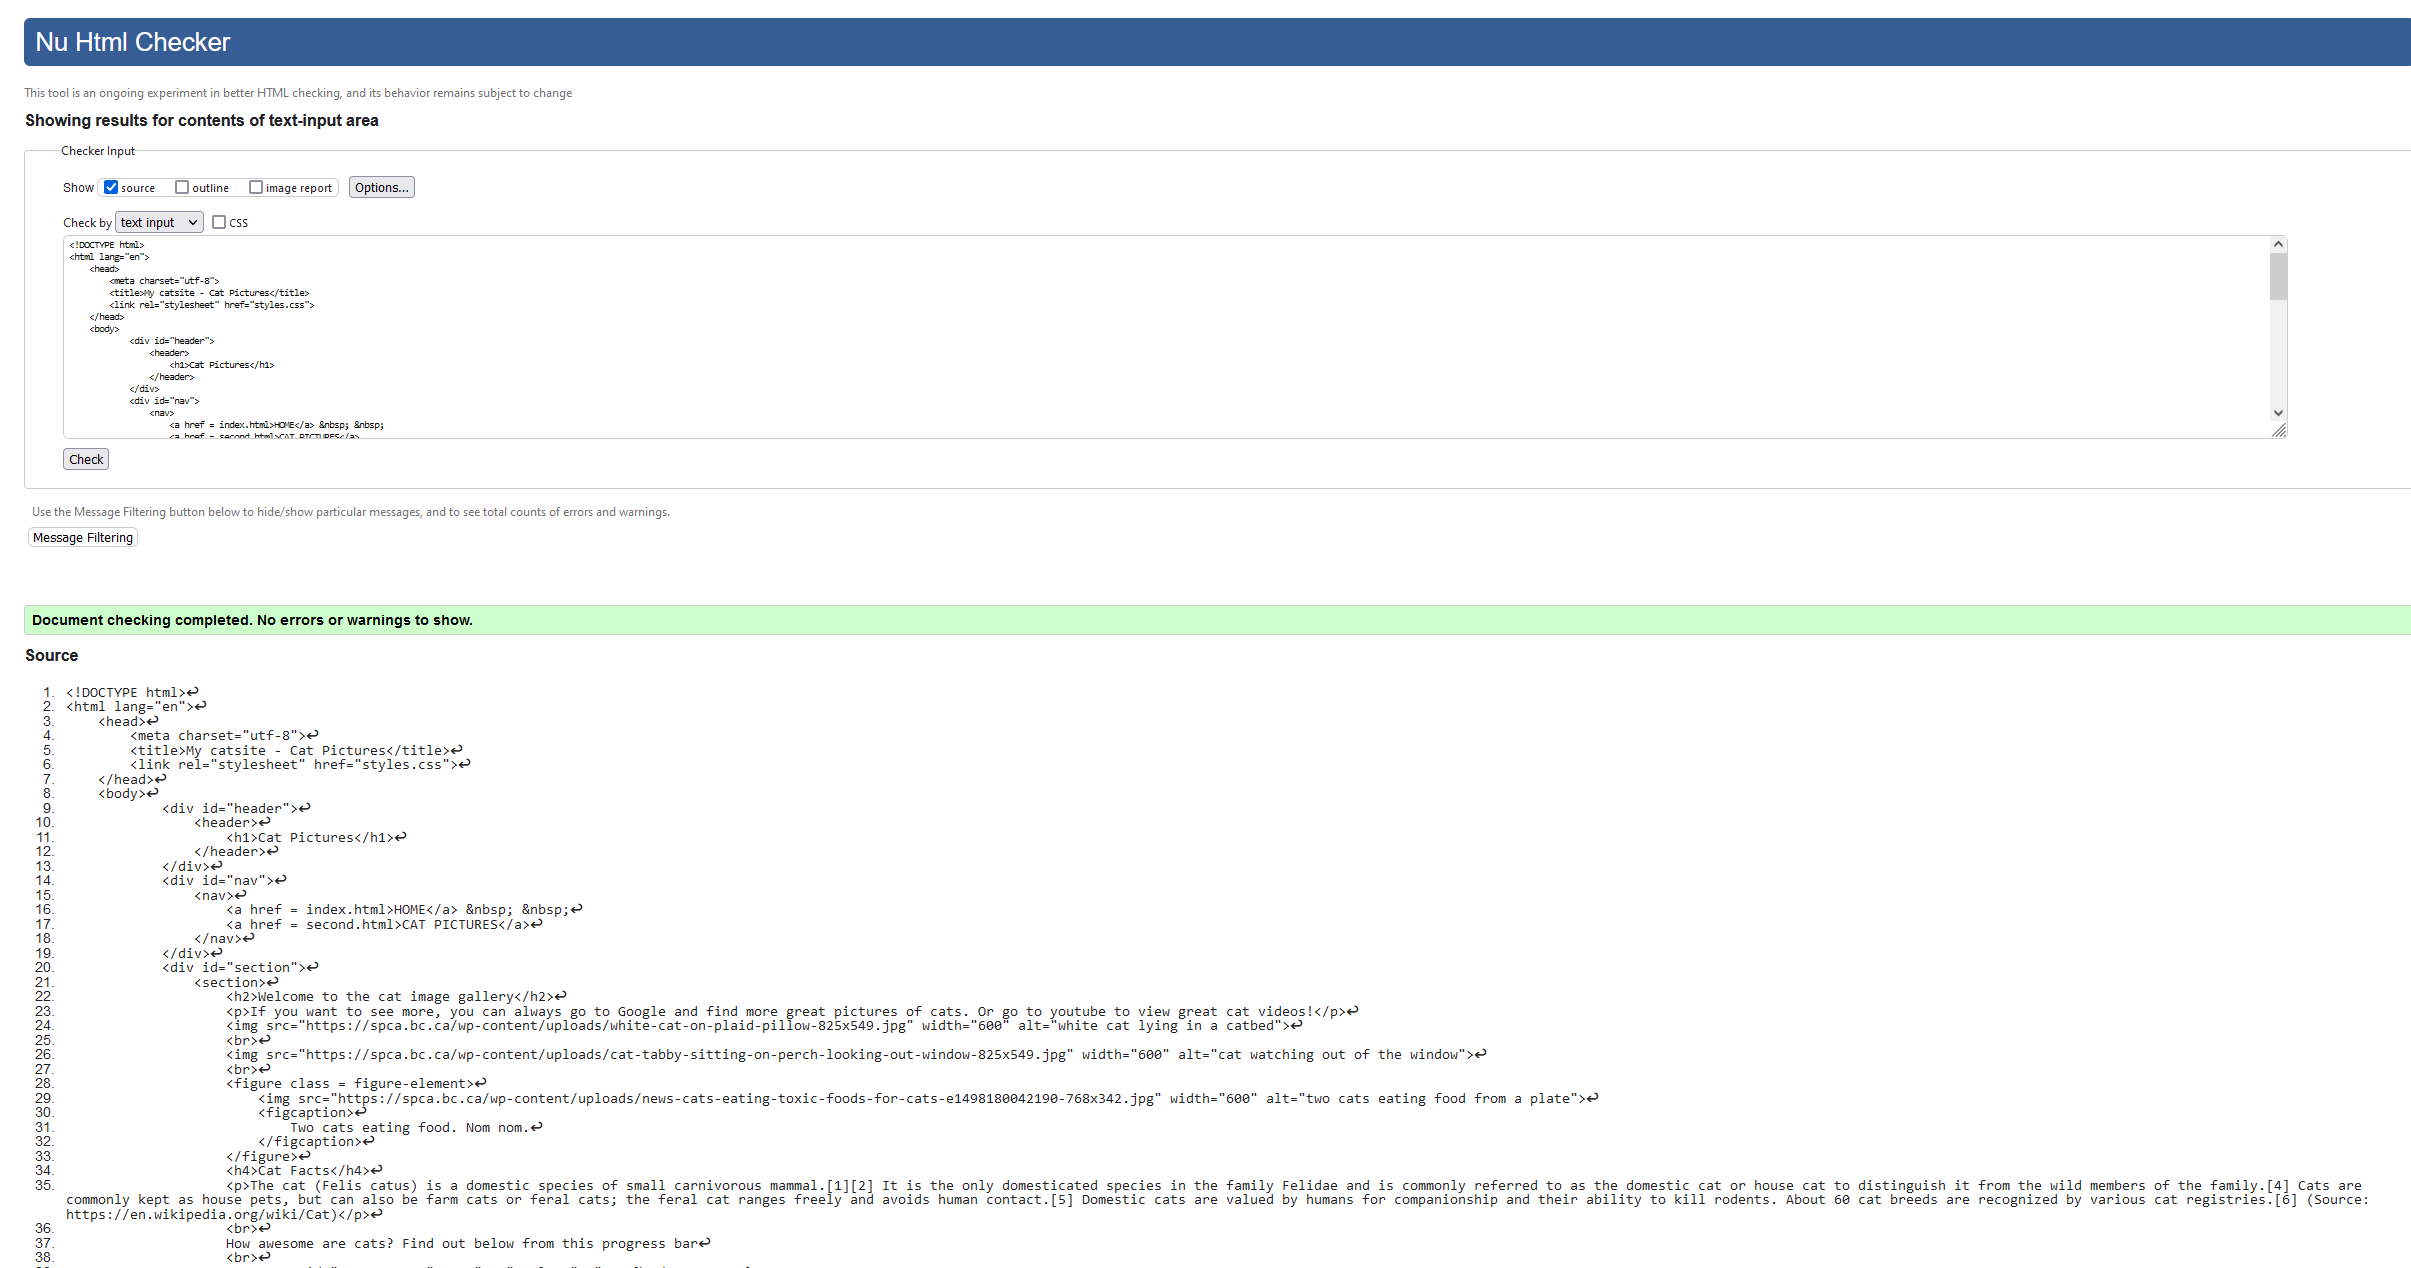 Nu Html Checker
This tool is an ongoing experiment in better HTML checking, and its behavior remains subject to change
Showing results for contents of text-input area
Checker Input
Show source outline image report Options...
Check by text input CSS
<!DOCTYPE html>
<html lang="en">
<head>
<meta charset="utf-8">
<title>My catsite - Cat Pictures</title>
<link rel="stylesheet" href="styles.css">
</head>
<body>
<div id="header">
<header>
<h1>Cat Pictures</h1>
</header>
</div>
<div id="nav">
<nav>
<a href = index.html>HOME</a> &nbsp; &nbsp;
<a href = second.html>CAT PICTURES</a>
Check
Use the Message Filtering button below to hide/show particular messages, and to see total counts of errors and warnings.
Message Filtering
Document checking completed. No errors or warnings to show.
Source
1. <!DOCTYPE html>↩
2. <html lang="en">↩
3. <head>↩
4. <meta charset="utf-8">↩
5. <title>My catsite - Cat Pictures</title>↩
6. <link rel="stylesheet" href="styles.css">↩
7. </head>↩
8. <body>↩
9. <div id="header">↩
10. <header>↩
11. <h1>Cat Pictures</h1>↩
12. </header>↩
13. </div>↩
14. <div id="nav">↩
15. <nav>↩
16. <a href = index.html>HOME</a> &nbsp; &nbsp;↩
17. <a href = second.html>CAT PICTURES</a>↩
18. </nav>↩
19. </div>↩
20. <div id="section">↩
21. <section>↩
22. <h2>Welcome to the cat image gallery</h2>↩
23. <p>If you want to see more, you can always go to Google and find more great pictures of cats. Or go to youtube to view great cat videos!</p>↩
24. <img src="https://spca.bc.ca/wp-content/uploads/white-cat-on-plaid-pillow-825x549.jpg" width="600" alt="white cat lying in a catbed">↩
25. <br>↩
26. <img src="https://spca.bc.ca/wp-content/uploads/cat-tabby-sitting-on-perch-looking-out-window-825x549.jpg" width="600" alt="cat watching out of the window">↩
27. <br>↩
28. <figure class = figure-element>↩
29. <img src="https://spca.bc.ca/wp-content/uploads/news-cats-eating-toxic-foods-for-cats-e1498180042190-768x342.jpg" width="600" alt="two cats eating food from a plate">↩
30. <figcaption>↩
31. Two cats eating food. Nom nom.↩
32. </figcaption>↩
33. </figure>↩
34. <h4>Cat Facts</h4>↩
35. <p>The cat (Felis catus) is a domestic species of small carnivorous mammal.[1][2] It is the only domesticated species in the family Felidae and is commonly referred to as the domestic cat or house cat to distinguish it from the wild members of the family.[4] Cats are
commonly kept as house pets, but can also be farm cats or feral cats; the feral cat ranges freely and avoids human contact.[5] Domestic cats are valued by humans for companionship and their ability to kill rodents. About 60 cat breeds are recognized by various cat registries.[6] (Source:
https://en.wikipedia.org/wiki/Cat)</p>↩
36. <br>↩
37. How awesome are cats? Find out below from this progress bar↩
38. <br>↩